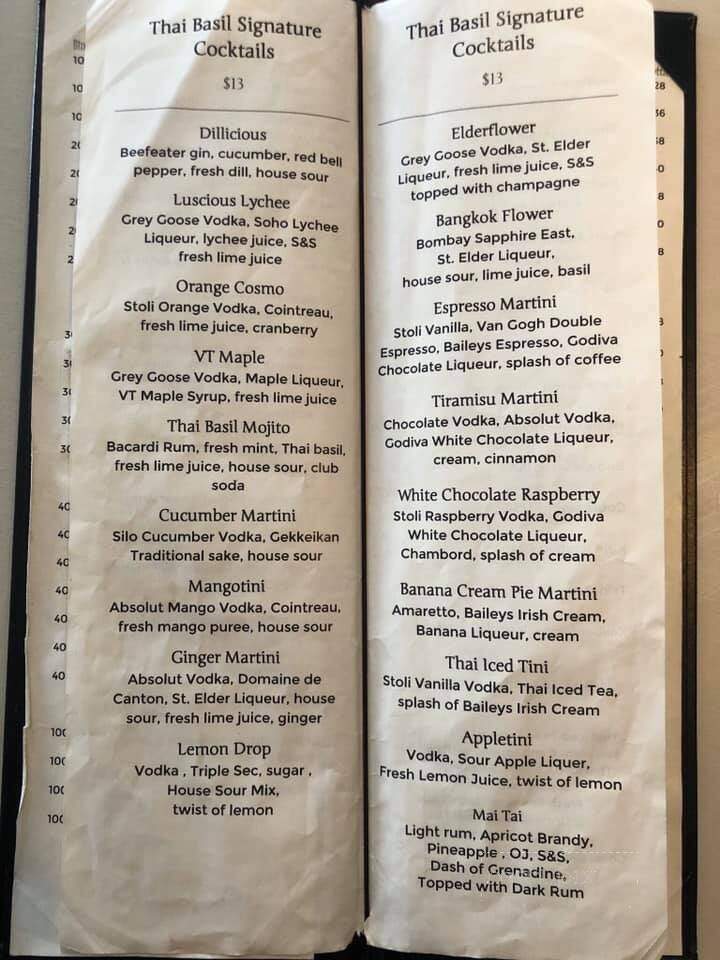 Thai Basil Signature
Cocktails
$13
Dillicious
Beefeater gin, cucumber, red bell
pepper, fresh dill, house sour
Luscious Lychee
Grey Goose Vodka, Soho Lychee
Liqueur, lychee juice, S&S
fresh lime juice
Orange Cosmo
Stoli Orange Vodka, Cointreau,
fresh lime juice, cranberry
VT Maple
Grey Goose Vodka, Maple Liqueur,
VT Maple Syrup, fresh lime juice
Thai Basil Mojito
Bacardi Rum, fresh mint, Thai basil,
fresh lime juice, house sour, club
soda
Cucumber Martini
Silo Cucumber Vodka, Gekkeikan
Traditional sake, house sour
Mangotini
Absolut Mango Vodka, Cointreau,
fresh mango puree, house sour
Ginger Martini
Absolut Vodka, Domaine de
Canton, St. Elder Liqueur, house
sour, fresh lime juice, ginger
Lemon Drop
Vodka , Triple Sec, sugar ,
House Sour Mix,
twist of lemon
Thai Basil Signature
Cocktails
$13
Elderflower
Grey Goose Vodka, St. Elder
Liqueur, fresh lime juice, S&S
topped with champagne
Bangkok Flower
Bombay Sapphire East,
St. Elder Liqueur,
house sour, lime juice, basil
Espresso Martini
Stoli Vanilla, Van Gogh Double
Espresso, Baileys Espresso, Godiva
Chocolate Liqueur, splash of coffee
Tiramisu Martini
Chocolate Vodka, Absolut Vodka,
Godiva White Chocolate Liqueur,
cream, cinnamon
White Chocolate Raspberry
Stoli Raspberry Vodka, Godiva
White Chocolate Liqueur,
Chambord, splash of cream
Banana Cream Pie Martini
Amaretto, Baileys Irish Cream,
Banana Liqueur, cream
Thai Iced Tini
Stoli Vanilla Vodka, Thai Iced Tea,
splash of Baileys Irish Cream
Appletini
Vodka, Sour Apple Liquer,
Fresh Lemon Juice, twist of lemon
Mai Tai
Light rum, Apricot Brandy,
Pineapple , OJ, S&S,
Dash of Grenadine,
Topped with Dark Rum